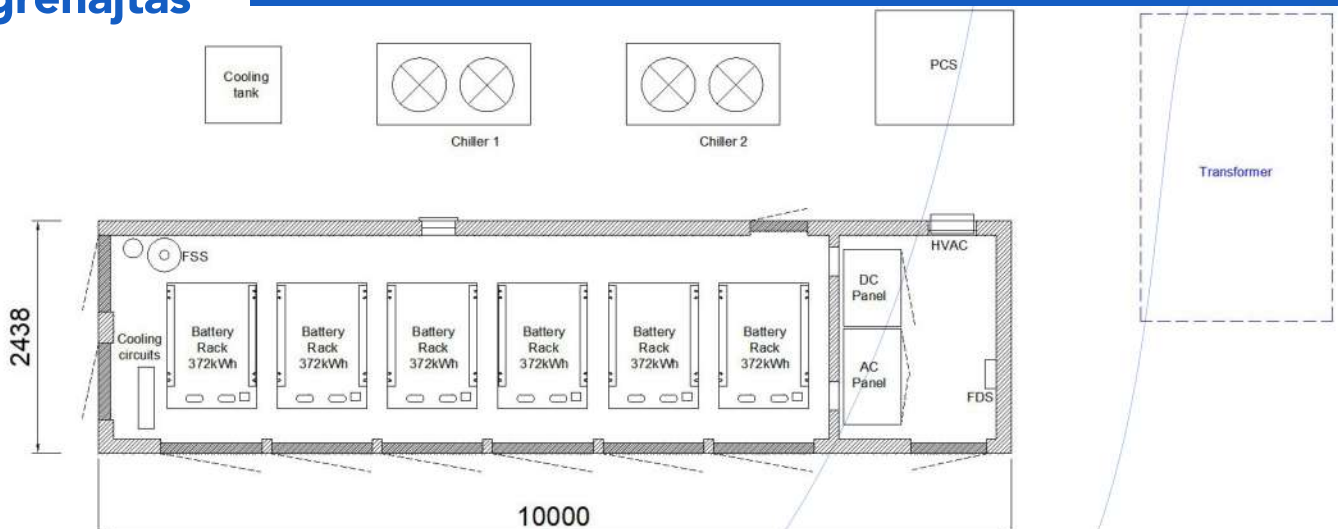 grehajtás
Cooling
tank
Chiller 1
Chiller 2
PCS
Transformer
HVAC
FSS
DC
Panel
2438
Cooling
circuits
Battery
Rack
372kWh
Battery
Rack
372kWh
Battery
Rack
372kWh
Battery
Rack
372kWh
Battery
Rack
372kWh
Battery
Rack
372kWh
AC
Panel
FDS
10000